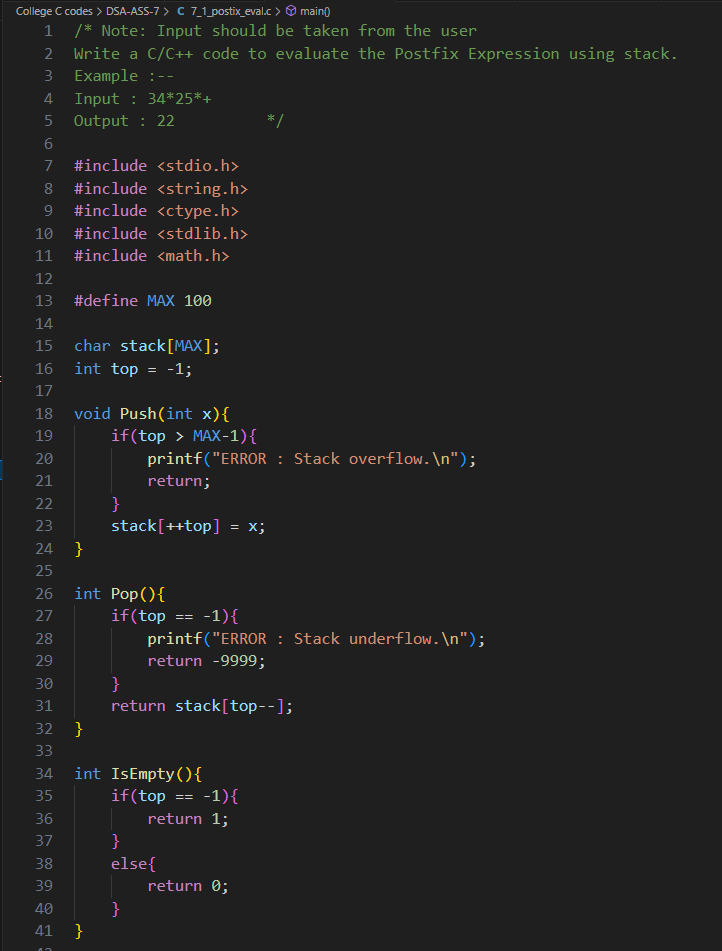 College C codes > DSA-ASS-7 > C 7_1_postix_eval.c > main()
1 /* Note: Input should be taken from the user
2 Write a C/C++ code to evaluate the Postfix Expression using stack.
3 Example :--
4 Input : 34*25*+
5 Output : 22          */
6
7 #include <stdio.h>
8 #include <string.h>
9 #include <ctype.h>
10 #include <stdlib.h>
11 #include <math.h>
12
13 #define MAX 100
14
15 char stack[MAX];
16 int top = -1;
17
18 void Push(int x){
19     if(top > MAX-1){
20         printf("ERROR : Stack overflow.\n");
21         return;
22     }
23     stack[++top] = x;
24 }
25
26 int Pop(){
27     if(top == -1){
28         printf("ERROR : Stack underflow.\n");
29         return -9999;
30     }
31     return stack[top--];
32 }
33
34 int IsEmpty(){
35     if(top == -1){
36         return 1;
37     }
38     else{
39         return 0;
40     }
41 }